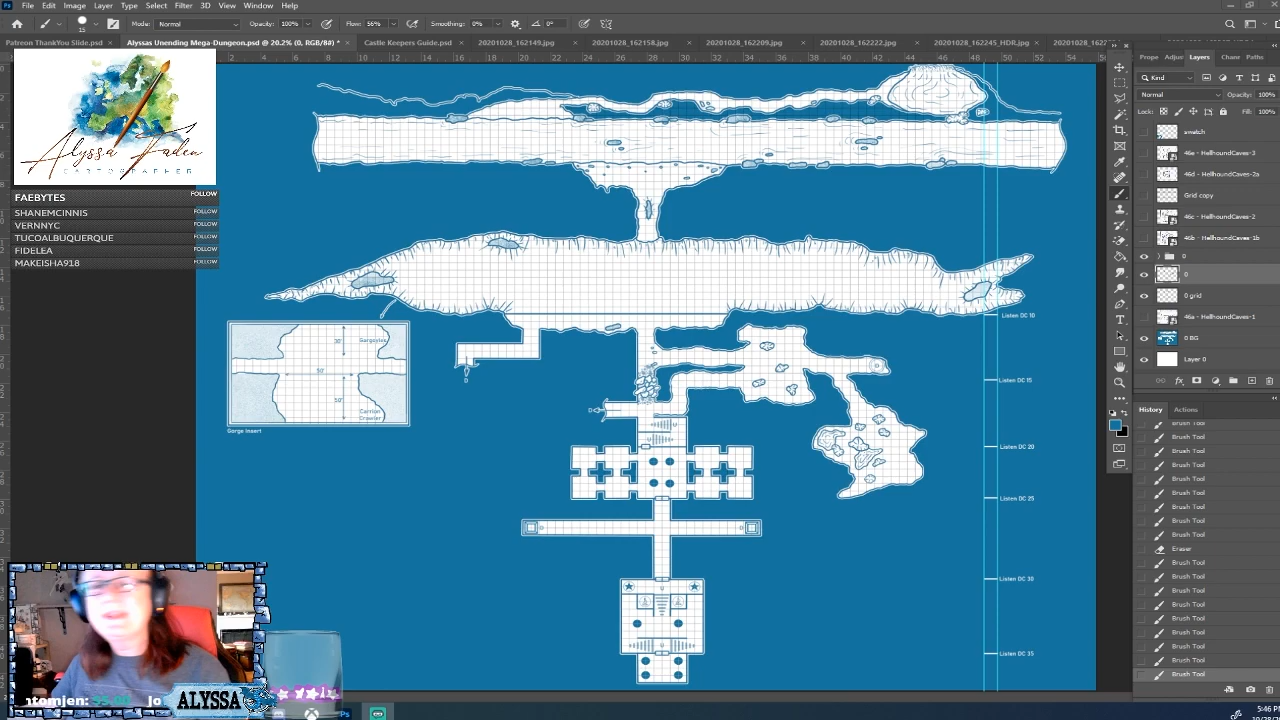 File Edit Image Layer Type Select Filter 3D View Window Help
Mode: Normal Opacity: 100% Flow: 56% Smoothing: 0% 0°
15
Patreon ThankYou Slide.psd × Alyssas Unending Mega-Dungeon.psd @ 20.2% (0, RGB/8#) * × Castle Keepers Guide.psd × 20201028_162149.jpg × 20201028_162158.jpg × 20201028_162209.jpg × 20201028_162222.jpg × 20201028_162245_HDR.jpg ×
Alyssa Faden
CARTOGRAPHER
FAEBYTES FOLLOW
SHANEMCINNIS FOLLOW
VERNNYC FOLLOW
TUCOALBUQUERQUE FOLLOW
FIDELEA FOLLOW
MAKEISHA918 FOLLOW
Gargoyles
30'
50'
50'
Carrion
Crawler
Gorge Insert
Listen DC 10
Listen DC 15
Listen DC 20
Listen DC 25
Listen DC 30
Listen DC 35
ALYSSA
Prope Adjus Layers Chane Paths
Kind
Normal Opacity: 100%
Lock: Fill: 100%
swatch
46e - HellhoundCaves-3
46d - HellhoundCaves-2a
Grid copy
46c - HellhoundCaves-2
46b - HellhoundCaves-1b
0
0
0 grid
46a - HellhoundCaves-1
0 BG
Layer 0
History Actions
Brush Tool
Brush Tool
Brush Tool
Brush Tool
Brush Tool
Brush Tool
Brush Tool
Brush Tool
Brush Tool
Eraser
Brush Tool
Brush Tool
Brush Tool
Brush Tool
Brush Tool
Brush Tool
Brush Tool
Brush Tool
Brush Tool
5:46 P